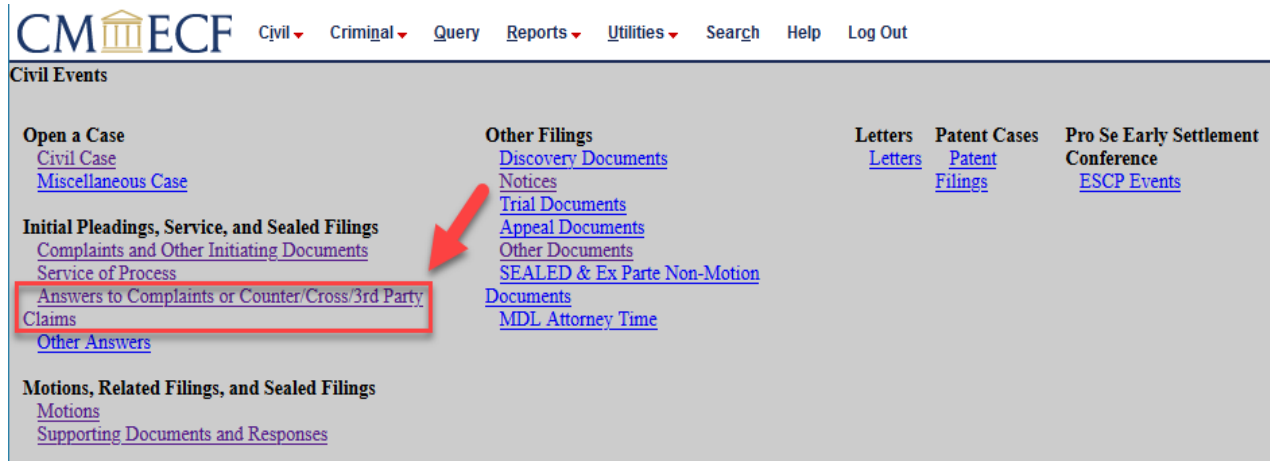 CM ECF Civil Criminal Query Reports Utilities Search Help Log Out
Civil Events
Open a Case
Civil Case
Miscellaneous Case
Initial Pleadings, Service, and Sealed Filings
Complaints and Other Initiating Documents
Service of Process
Answers to Complaints or Counter/Cross/3rd Party
Claims
Other Answers
Motions, Related Filings, and Sealed Filings
Motions
Supporting Documents and Responses
Other Filings
Discovery Documents
Notices
Trial Documents
Appeal Documents
Other Documents
SEALED & Ex Parte Non-Motion
Documents
MDL Attorney Time
Letters
Letters
Patent Cases
Patent
Filings
Pro Se Early Settlement
Conference
ESCP Events